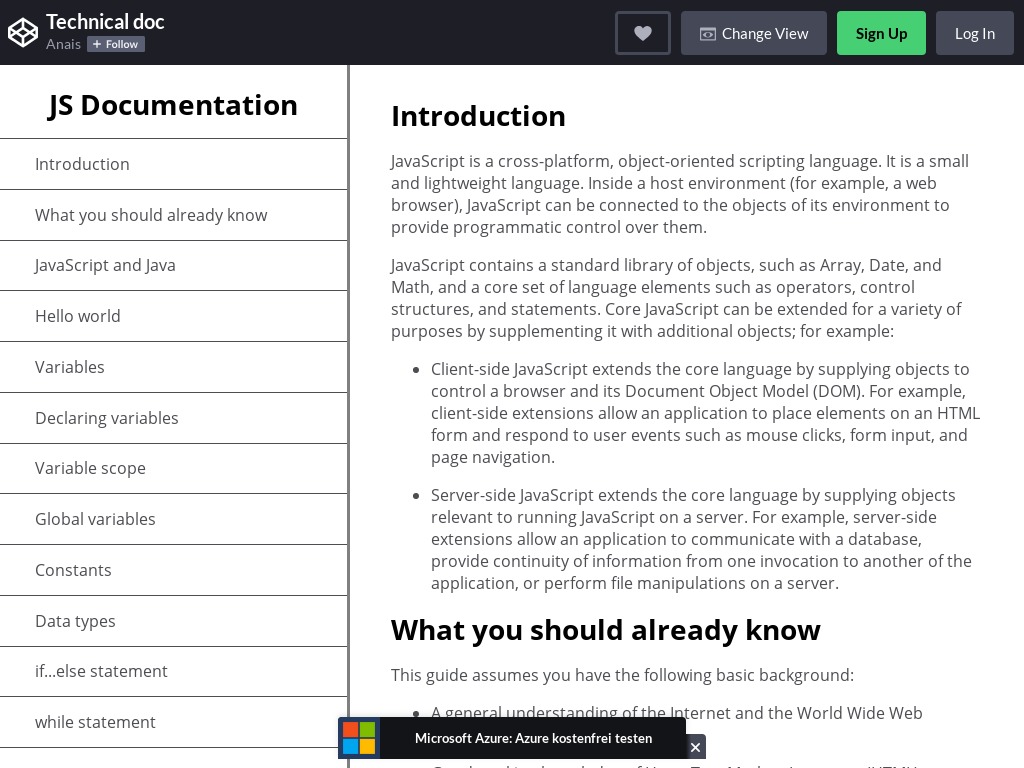 Technical doc
Anais + Follow
Change View
Sign Up
Log In
JS Documentation
Introduction
What you should already know
JavaScript and Java
Hello world
Variables
Declaring variables
Variable scope
Global variables
Constants
Data types
if...else statement
while statement
Introduction
JavaScript is a cross-platform, object-oriented scripting language. It is a small
and lightweight language. Inside a host environment (for example, a web
browser), JavaScript can be connected to the objects of its environment to
provide programmatic control over them.
JavaScript contains a standard library of objects, such as Array, Date, and
Math, and a core set of language elements such as operators, control
structures, and statements. Core JavaScript can be extended for a variety of
purposes by supplementing it with additional objects; for example:
• Client-side JavaScript extends the core language by supplying objects to
control a browser and its Document Object Model (DOM). For example,
client-side extensions allow an application to place elements on an HTML
form and respond to user events such as mouse clicks, form input, and
page navigation.
• Server-side JavaScript extends the core language by supplying objects
relevant to running JavaScript on a server. For example, server-side
extensions allow an application to communicate with a database,
provide continuity of information from one invocation to another of the
application, or perform file manipulations on a server.
What you should already know
This guide assumes you have the following basic background:
• A general understanding of the Internet and the World Wide Web
Microsoft Azure: Azure kostenfrei testen